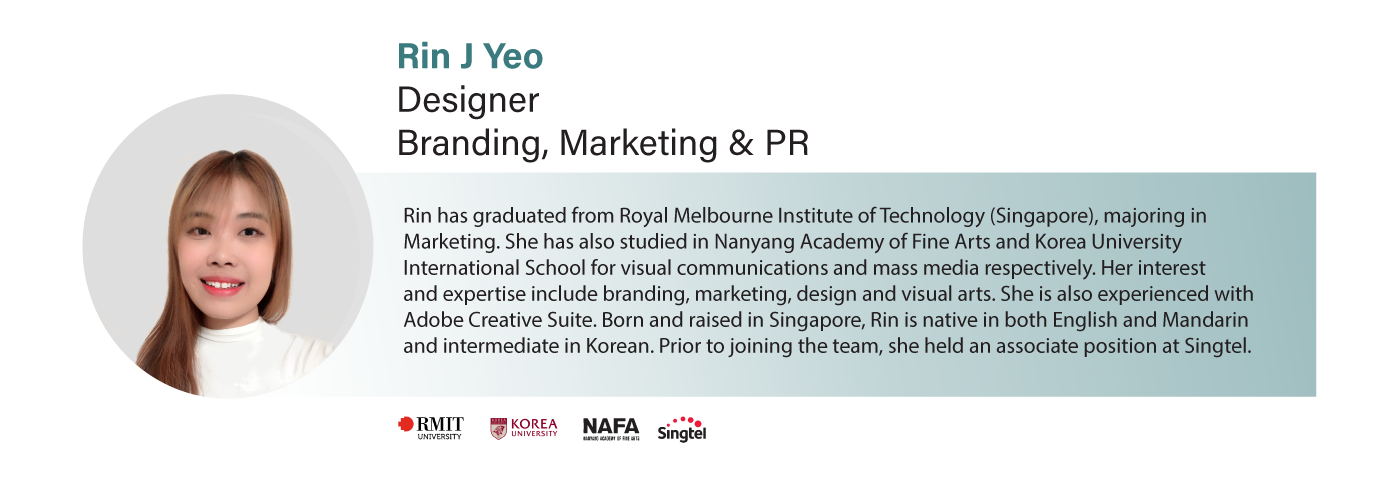 Rin J Yeo
Designer
Branding, Marketing & PR
Rin has graduated from Royal Melbourne Institute of Technology (Singapore), majoring in
Marketing. She has also studied in Nanyang Academy of Fine Arts and Korea University
International School for visual communications and mass media respectively. Her interest
and expertise include branding, marketing, design and visual arts. She is also experienced with
Adobe Creative Suite. Born and raised in Singapore, Rin is native in both English and Mandarin
and intermediate in Korean. Prior to joining the team, she held an associate position at Singtel.
RMIT
UNIVERSITY
KOREA
UNIVERSITY
NAFA
NANYANG ACADEMY OF FINE ARTS
Singtel